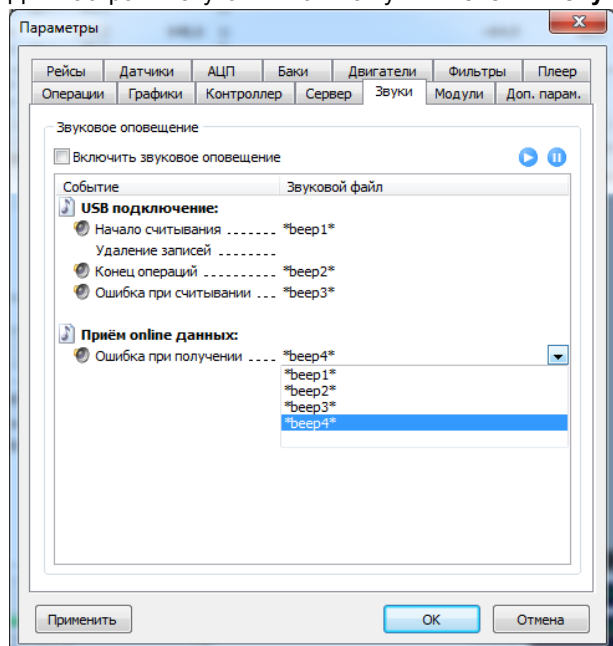 Параметры
Рейсы Датчики АЦП Баки Двигатели Фильтры Плеер
Операции Графики Контроллер Сервер Звуки Модули Доп. парам.
Звуковое оповещение
Включить звуковое оповещение
Событие Звуковой файл
USB подключение:
Начало считывания ....... *beep1*
Удаление записей ........
Конец операций .......... *beep2*
Ошибка при считывании ... *beep3*
Приём online данных:
Ошибка при получении .... *beep4*
*beep1*
*beep2*
*beep3*
*beep4*
Применить OK Отмена